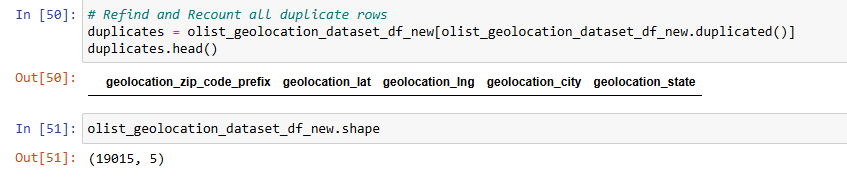 In [50]: # Refind and Recount all duplicate rows
duplicates = olist_geolocation_dataset_df_new[olist_geolocation_dataset_df_new.duplicated()]
duplicates.head()
Out[50]: geolocation_zip_code_prefix geolocation_lat geolocation_lng geolocation_city geolocation_state
In [51]: olist_geolocation_dataset_df_new.shape
Out[51]: (19015, 5)